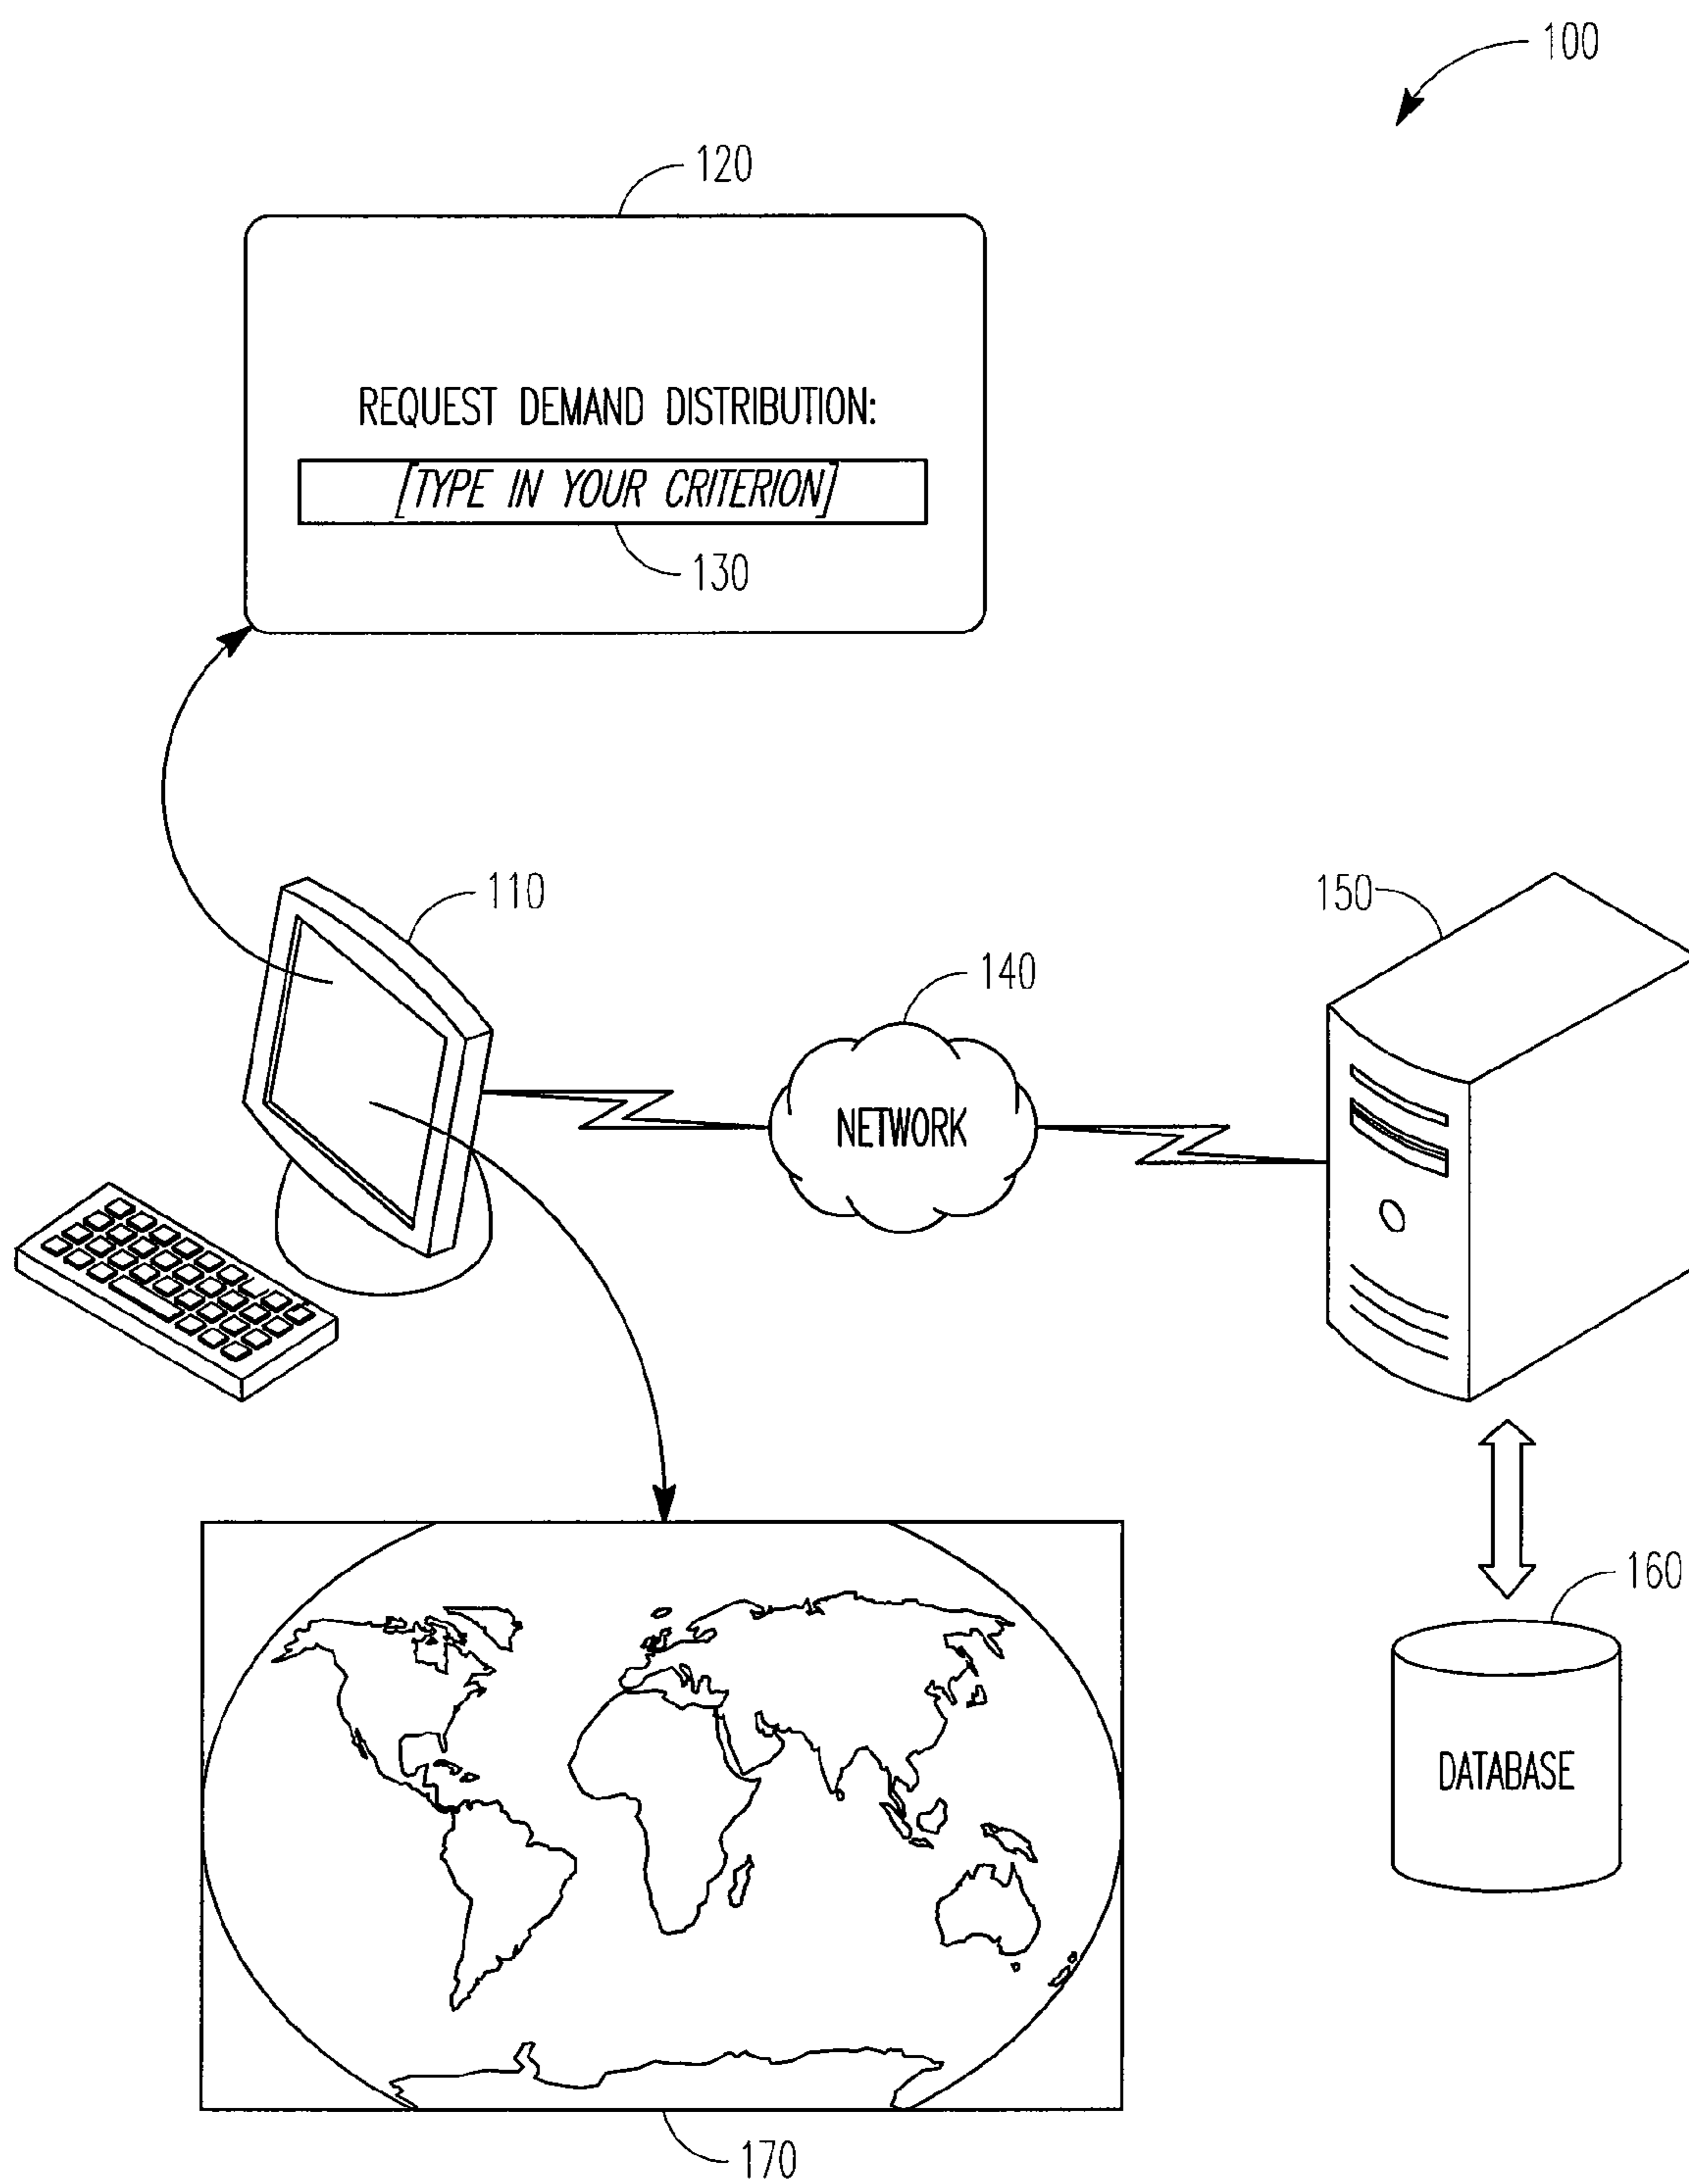 100
120
REQUEST DEMAND DISTRIBUTION:
[TYPE IN YOUR CRITERION]
130
110
150
140
NETWORK
160
DATABASE
170